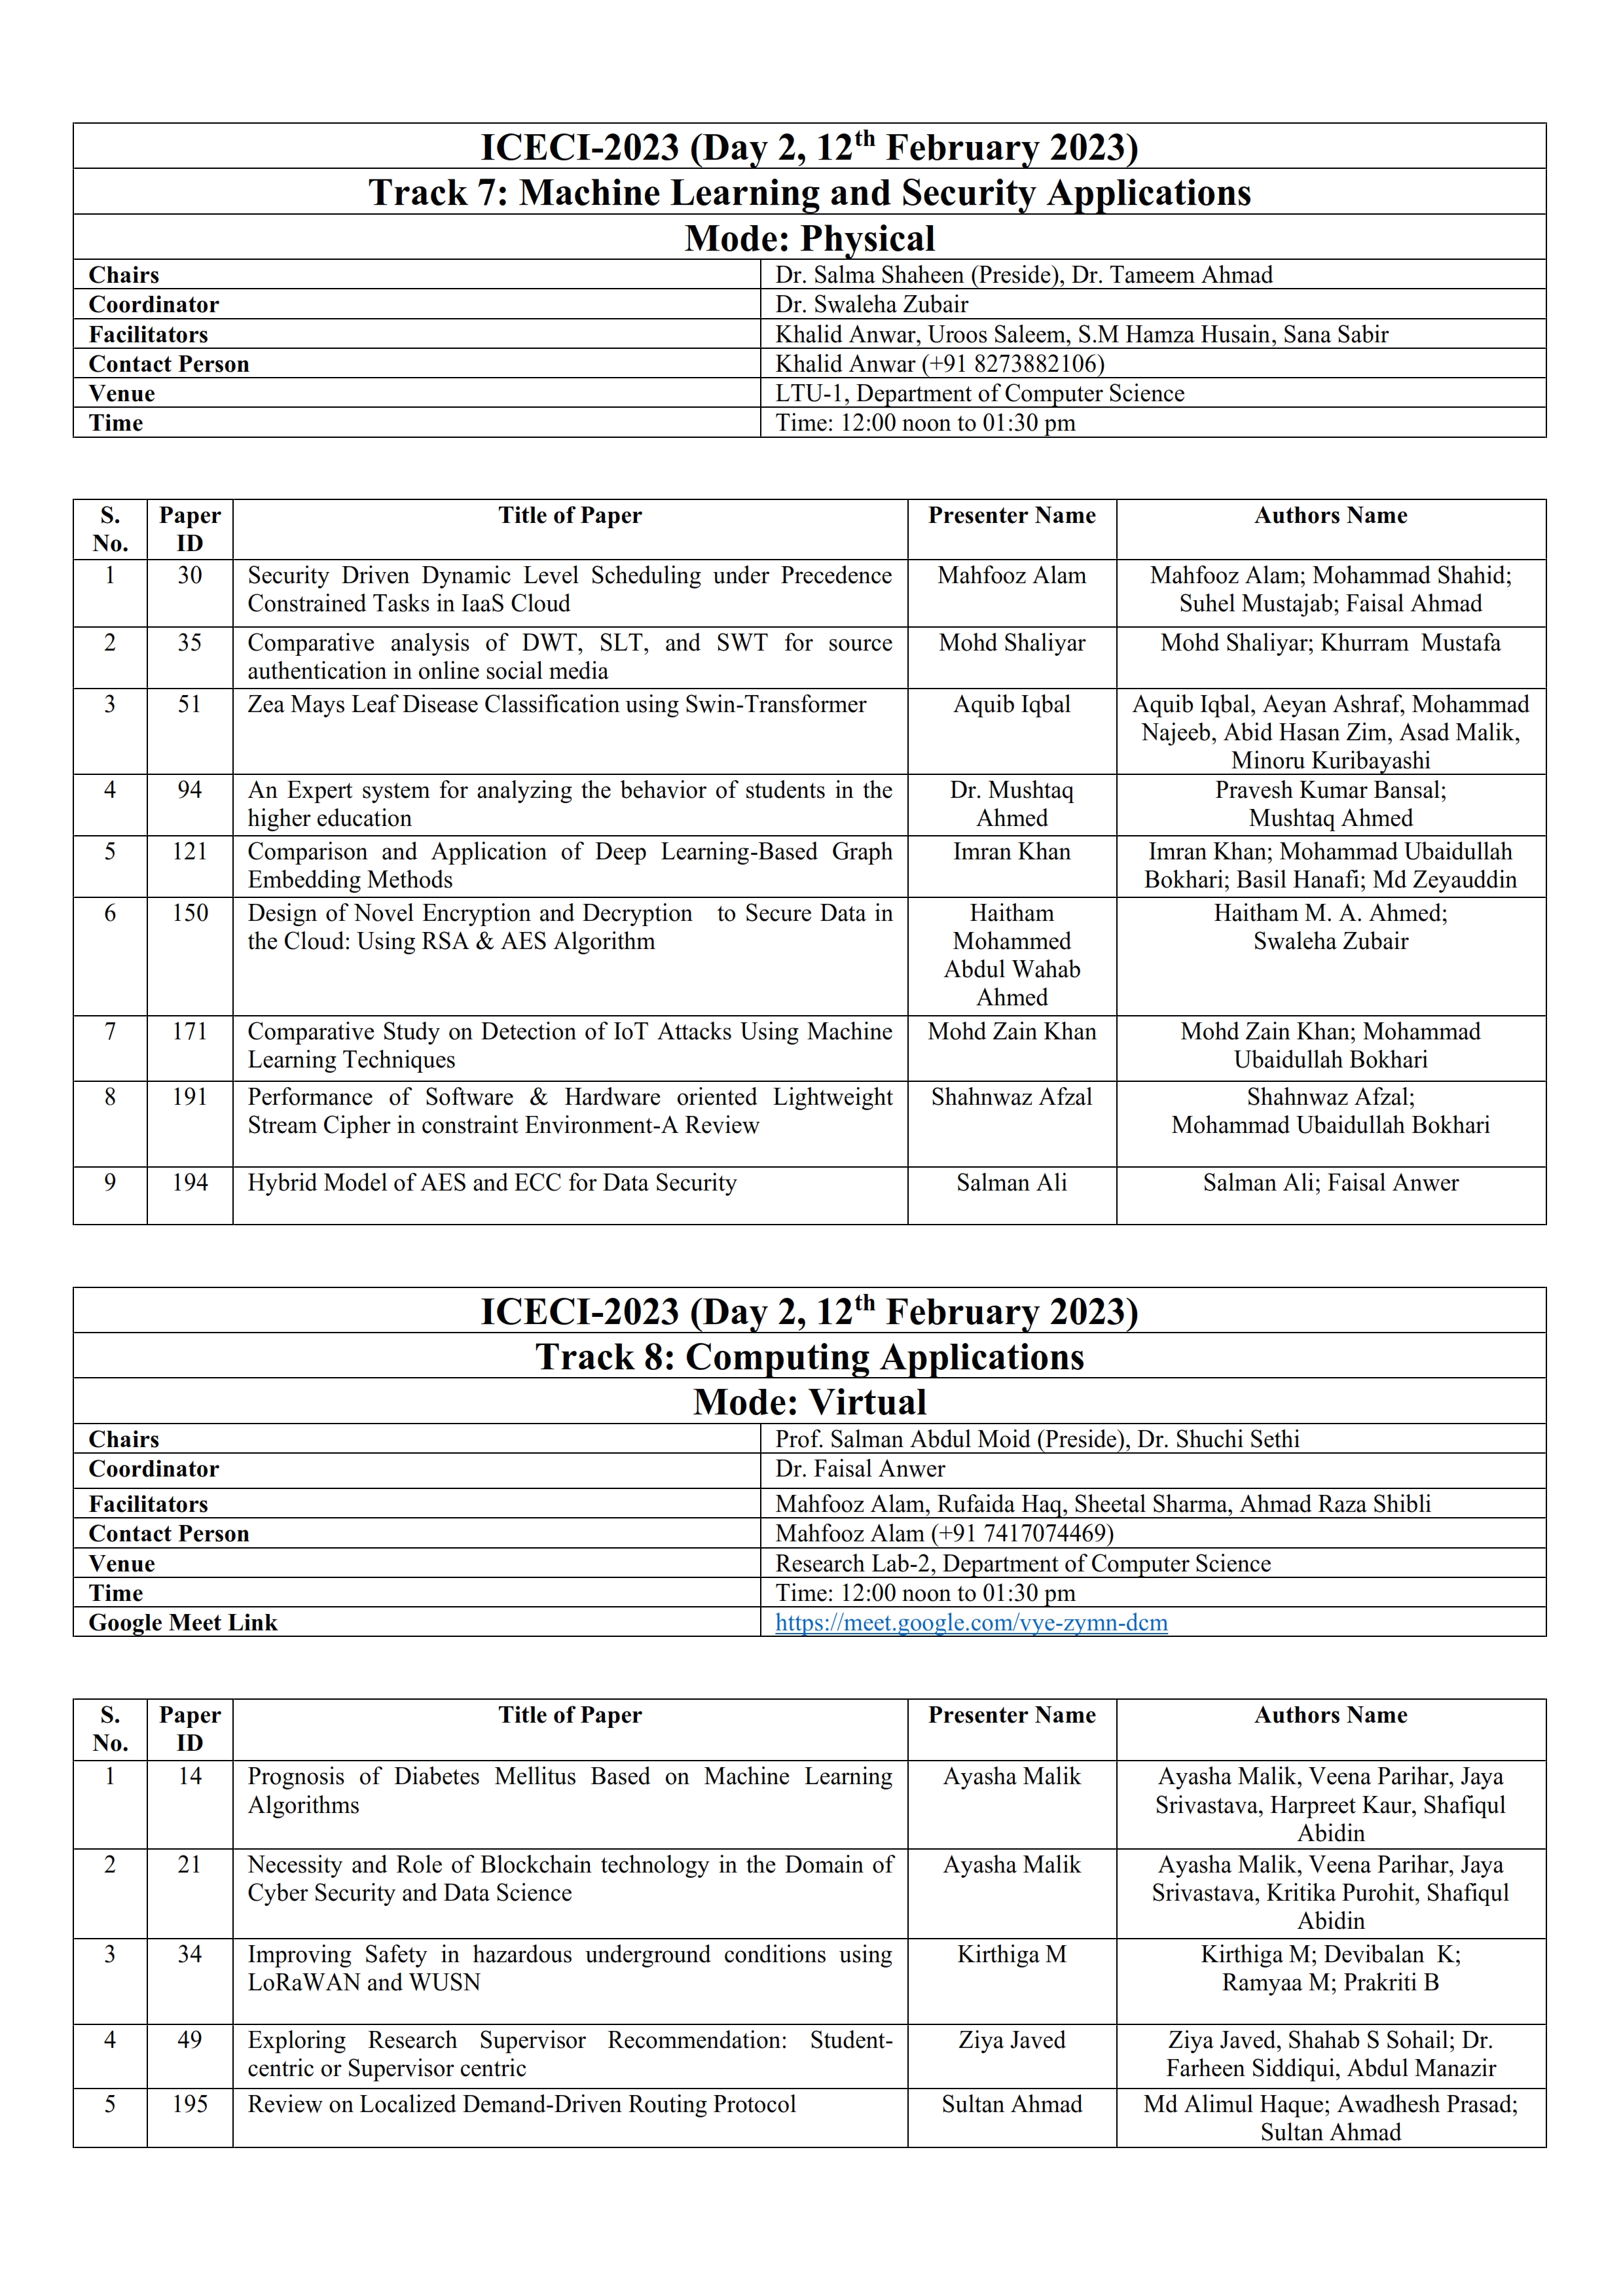 ICECI-2023 (Day 2, 12th February 2023)
Track 7: Machine Learning and Security Applications
Mode: Physical
Chairs Dr. Salma Shaheen (Preside), Dr. Tameem Ahmad
Coordinator Dr. Swaleha Zubair
Facilitators Khalid Anwar, Uroos Saleem, S.M Hamza Husain, Sana Sabir
Contact Person Khalid Anwar (+91 8273882106)
Venue LTU-1, Department of Computer Science
Time Time: 12:00 noon to 01:30 pm
S. Paper Title of Paper Presenter Name Authors Name
No. ID
1 30 Security Driven Dynamic Level Scheduling under Precedence Mahfooz Alam Mahfooz Alam; Mohammad Shahid;
Constrained Tasks in IaaS Cloud Suhel Mustajab; Faisal Ahmad
2 35 Comparative analysis of DWT, SLT, and SWT for source Mohd Shaliyar Mohd Shaliyar; Khurram Mustafa
authentication in online social media
3 51 Zea Mays Leaf Disease Classification using Swin-Transformer Aquib Iqbal Aquib Iqbal, Aeyan Ashraf, Mohammad
Najeeb, Abid Hasan Zim, Asad Malik,
Minoru Kuribayashi
4 94 An Expert system for analyzing the behavior of students in the Dr. Mushtaq Pravesh Kumar Bansal;
higher education Ahmed Mushtaq Ahmed
5 121 Comparison and Application of Deep Learning-Based Graph Imran Khan Imran Khan; Mohammad Ubaidullah
Embedding Methods Bokhari; Basil Hanafi; Md Zeyauddin
6 150 Design of Novel Encryption and Decryption to Secure Data in Haitham Haitham M. A. Ahmed;
the Cloud: Using RSA & AES Algorithm Mohammed Swaleha Zubair
Abdul Wahab
Ahmed
7 171 Comparative Study on Detection of IoT Attacks Using Machine Mohd Zain Khan Mohd Zain Khan; Mohammad
Learning Techniques Ubaidullah Bokhari
8 191 Performance of Software & Hardware oriented Lightweight Shahnwaz Afzal Shahnwaz Afzal;
Stream Cipher in constraint Environment-A Review Mohammad Ubaidullah Bokhari
9 194 Hybrid Model of AES and ECC for Data Security Salman Ali Salman Ali; Faisal Anwer
ICECI-2023 (Day 2, 12th February 2023)
Track 8: Computing Applications
Mode: Virtual
Chairs Prof. Salman Abdul Moid (Preside), Dr. Shuchi Sethi
Coordinator Dr. Faisal Anwer
Facilitators Mahfooz Alam, Rufaida Haq, Sheetal Sharma, Ahmad Raza Shibli
Contact Person Mahfooz Alam (+91 7417074469)
Venue Research Lab-2, Department of Computer Science
Time Time: 12:00 noon to 01:30 pm
Google Meet Link https://meet.google.com/vye-zymn-dcm
S. Paper Title of Paper Presenter Name Authors Name
No. ID
1 14 Prognosis of Diabetes Mellitus Based on Machine Learning Ayasha Malik Ayasha Malik, Veena Parihar, Jaya
Algorithms Srivastava, Harpreet Kaur, Shafiqul
Abidin
2 21 Necessity and Role of Blockchain technology in the Domain of Ayasha Malik Ayasha Malik, Veena Parihar, Jaya
Cyber Security and Data Science Srivastava, Kritika Purohit, Shafiqul
Abidin
3 34 Improving Safety in hazardous underground conditions using Kirthiga M Kirthiga M; Devibalan K;
LoRaWAN and WUSN Ramyaa M; Prakriti B
4 49 Exploring Research Supervisor Recommendation: Student- Ziya Javed Ziya Javed, Shahab S Sohail; Dr.
centric or Supervisor centric Farheen Siddiqui, Abdul Manazir
5 195 Review on Localized Demand-Driven Routing Protocol Sultan Ahmad Md Alimul Haque; Awadhesh Prasad;
Sultan Ahmad